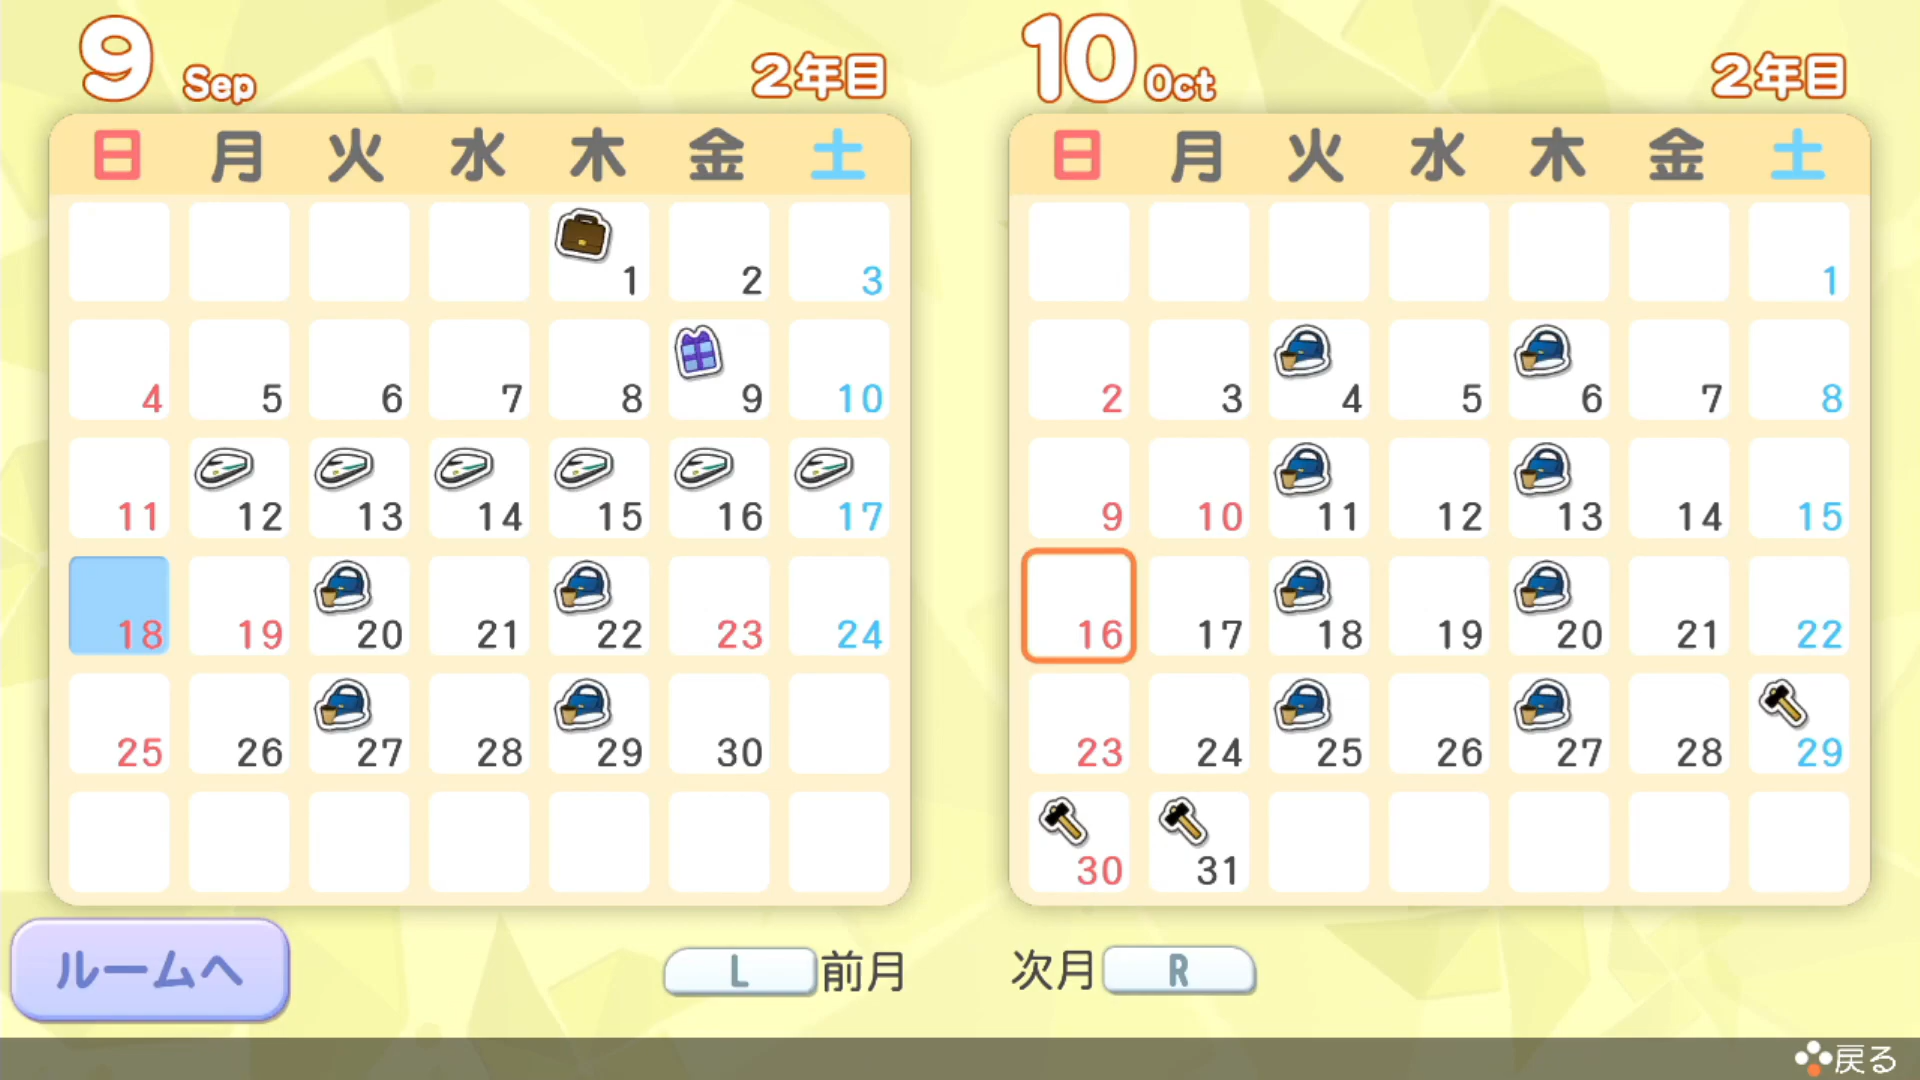 9 Sep 2年目
日 月 火 水 木 金 土
1 2 3
4 5 6 7 8 9 10
11 12 13 14 15 16 17
18 19 20 21 22 23 24
25 26 27 28 29 30
10 Oct 2年目
日 月 火 水 木 金 土
1
2 3 4 5 6 7 8
9 10 11 12 13 14 15
16 17 18 19 20 21 22
23 24 25 26 27 28 29
30 31
ルームへ
L 前月
次月 R
戻る